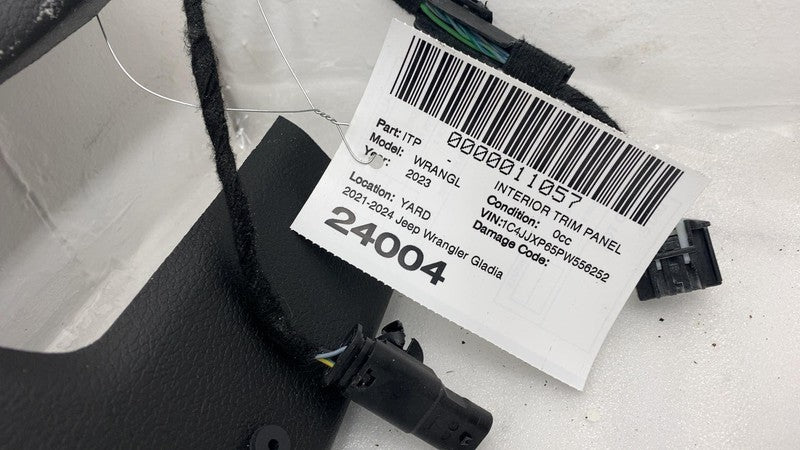 0000011057
Part: ITP - INTERIOR TRIM PANEL
Model: WRANGL Condition: 0cc
Year: 2023 VIN:1C4JJXP65PW556252
Damage Code:
Location: YARD
2021-2024 Jeep Wrangler Gladia
24004